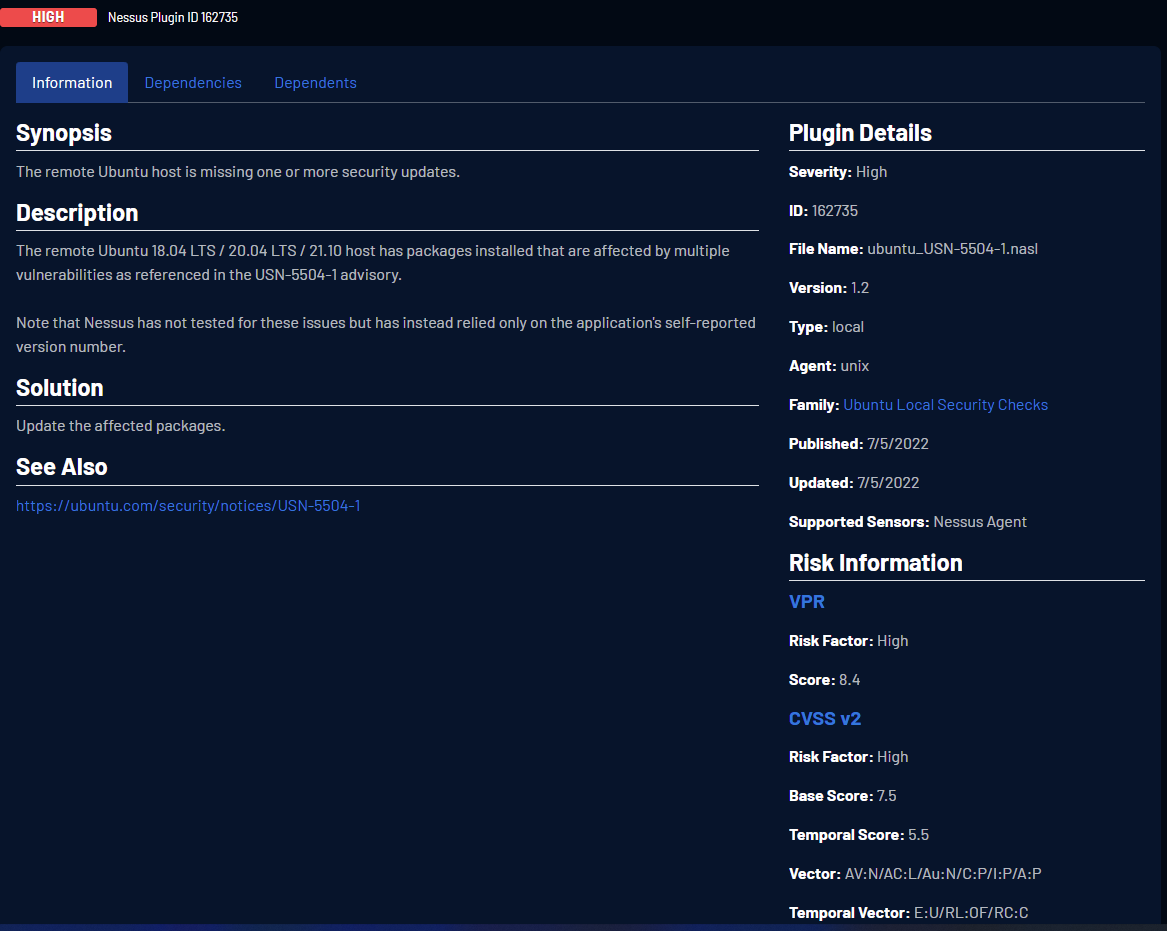 HIGH
Nessus Plugin ID 162735
Information
Dependencies
Dependents
Synopsis
The remote Ubuntu host is missing one or more security updates.
Description
The remote Ubuntu 18.04 LTS / 20.04 LTS / 21.10 host has packages installed that are affected by multiple
vulnerabilities as referenced in the USN-5504-1 advisory.
Note that Nessus has not tested for these issues but has instead relied only on the application's self-reported
version number.
Solution
Update the affected packages.
See Also
https://ubuntu.com/security/notices/USN-5504-1
Plugin Details
Severity: High
ID: 162735
File Name: ubuntu_USN-5504-1.nasl
Version: 1.2
Type: local
Agent: unix
Family: Ubuntu Local Security Checks
Published: 7/5/2022
Updated: 7/5/2022
Supported Sensors: Nessus Agent
Risk Information
VPR
Risk Factor: High
Score: 8.4
CVSS v2
Risk Factor: High
Base Score: 7.5
Temporal Score: 5.5
Vector: AV:N/AC:L/Au:N/C:P/I:P/A:P
Temporal Vector: E:U/RL:OF/RC:C